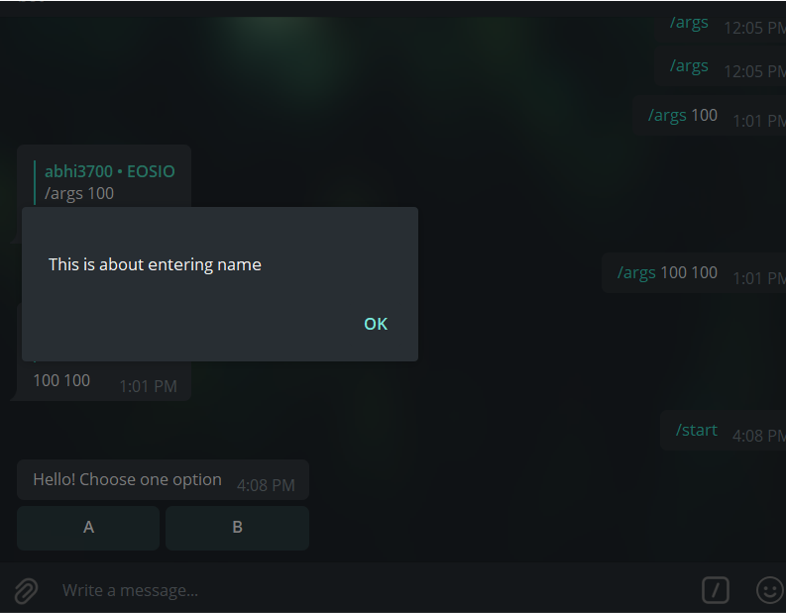 /args 12:05 PM
/args 12:05 PM
/args 100 1:01 PM
abhi3700 • EOSIO
/args 100
This is about entering name
OK
/args 100 100 1:01 PM
100 100 1:01 PM
/start 4:08 PM
Hello! Choose one option 4:08 PM
A B
Write a message...